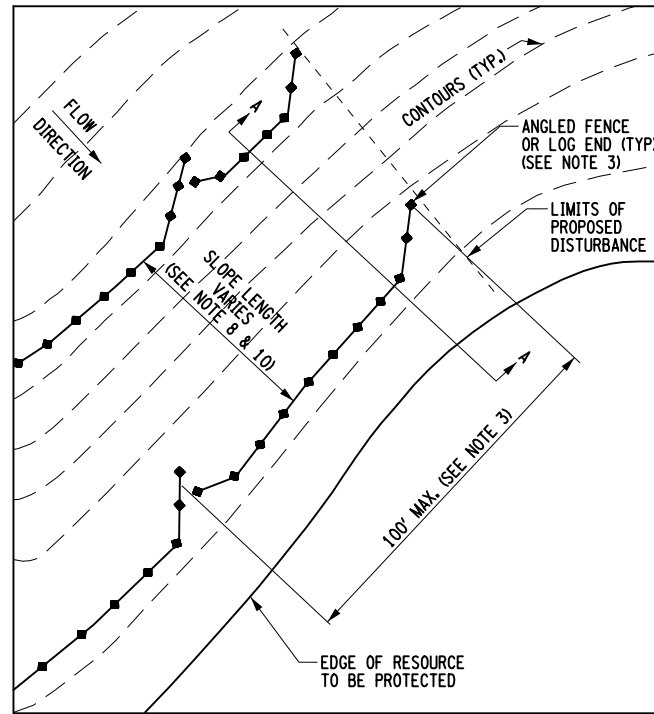 FLOW
DIRECTION
A
CONTOURS (TYP.)
ANGLED FENCE
OR LOG END (TYP
(SEE NOTE 3)
LIMITS OF
PROPOSED
DISTURBANCE
SLOPE LENGTH
VARIES
(SEE NOTE 8 & 10)
A
100' MAX. (SEE NOTE 3)
EDGE OF RESOURCE
TO BE PROTECTED